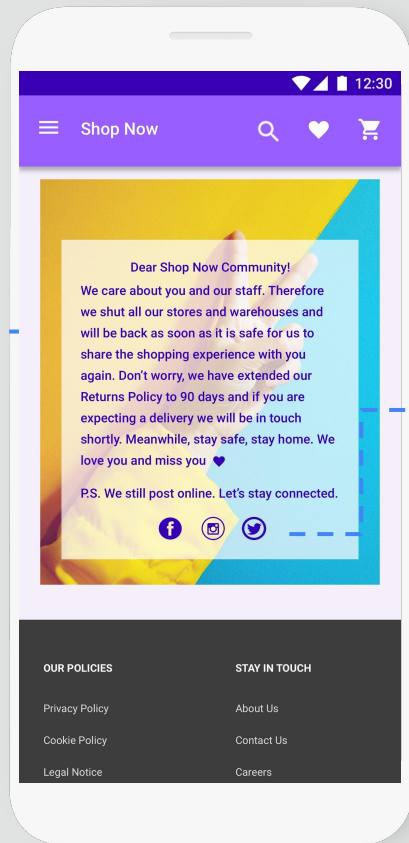 12:30
Shop Now
Dear Shop Now Community!
We care about you and our staff. Therefore
we shut all our stores and warehouses and
will be back as soon as it is safe for us to
share the shopping experience with you
again. Don't worry, we have extended our
Returns Policy to 90 days and if you are
expecting a delivery we will be in touch
shortly. Meanwhile, stay safe, stay home. We
love you and miss you ♥
P.S. We still post online. Let's stay connected.
OUR POLICIES
Privacy Policy
Cookie Policy
Legal Notice
STAY IN TOUCH
About Us
Contact Us
Careers